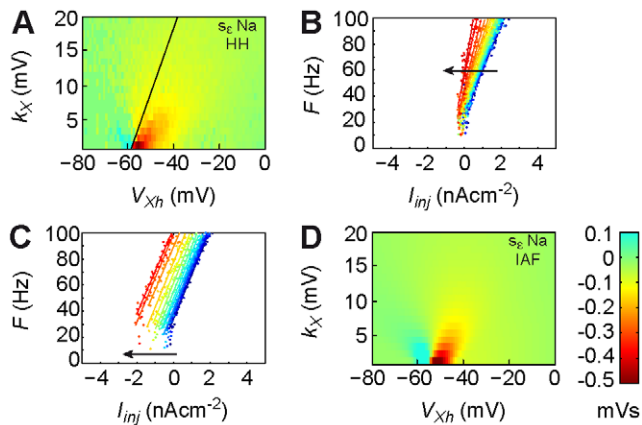 A
s_ε Na
HH
k_X (mV)
20
15
10
5
−80 −60 −40 −20 0
V_Xh (mV)
B
F (Hz)
100
80
60
40
20
0
−4 −2 0 2 4
I_inj (nAcm-2)
C
F (Hz)
100
80
60
40
20
0
−4 −2 0 2 4
I_inj (nAcm-2)
D
s_ε Na
IAF
k_X (mV)
20
15
10
5
−80 −60 −40 −20 0
V_Xh (mV)
0.1
0
-0.1
-0.2
-0.3
-0.4
-0.5
mVs